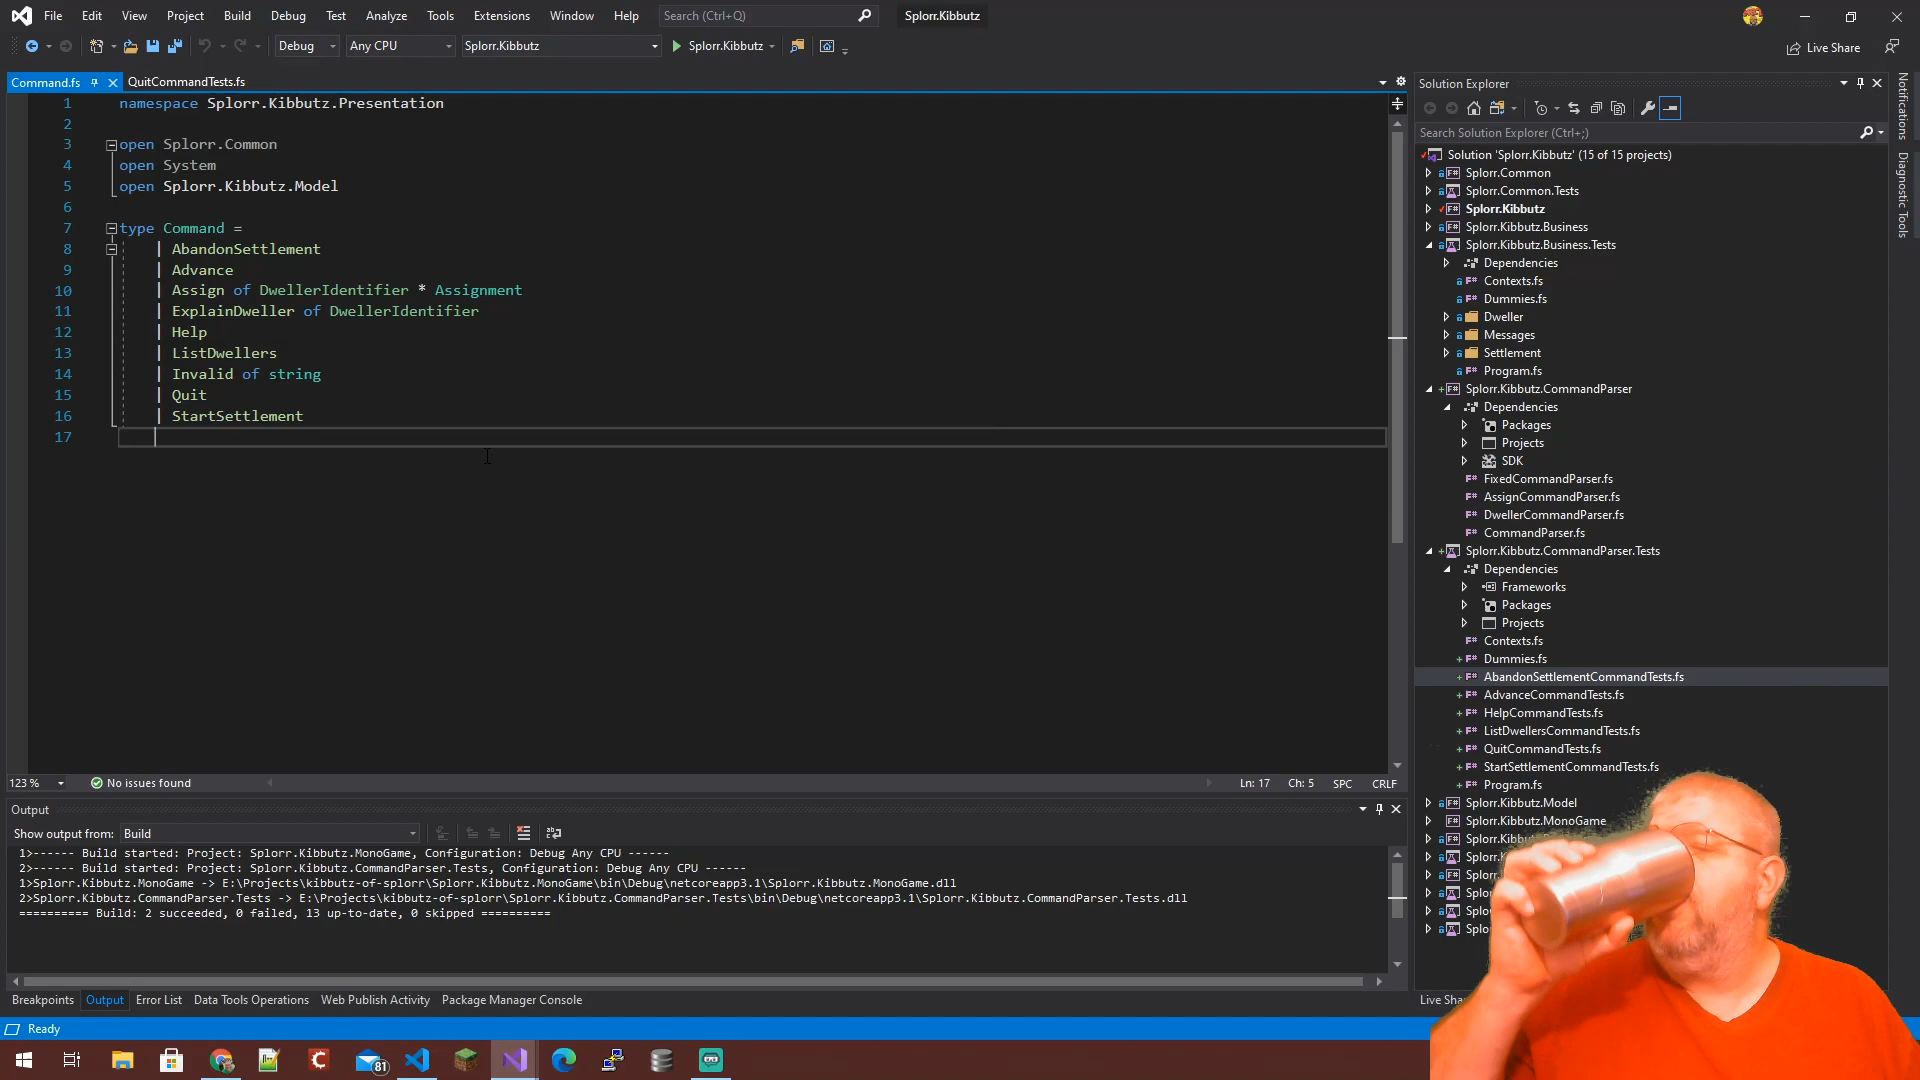 File Edit View Project Build Debug Test Analyze Tools Extensions Window Help Search (Ctrl+Q) Splorr.Kibbutz
Debug Any CPU Splorr.Kibbutz Splorr.Kibbutz Live Share
Command.fs QuitCommandTests.fs
1 namespace Splorr.Kibbutz.Presentation
2
3 open Splorr.Common
4 open System
5 open Splorr.Kibbutz.Model
6
7 type Command =
8 | AbandonSettlement
9 | Advance
10 | Assign of DwellerIdentifier * Assignment
11 | ExplainDweller of DwellerIdentifier
12 | Help
13 | ListDwellers
14 | Invalid of string
15 | Quit
16 | StartSettlement
17
123 % No issues found Ln: 17 Ch: 5 SPC CRLF
Output
Show output from: Build
1>------ Build started: Project: Splorr.Kibbutz.MonoGame, Configuration: Debug Any CPU ------
2>------ Build started: Project: Splorr.Kibbutz.CommandParser.Tests, Configuration: Debug Any CPU ------
1>Splorr.Kibbutz.MonoGame -> E:\Projects\kibbutz-of-splorr\Splorr.Kibbutz.MonoGame\bin\Debug\netcoreapp3.1\Splorr.Kibbutz.MonoGame.dll
2>Splorr.Kibbutz.CommandParser.Tests -> E:\Projects\kibbutz-of-splorr\Splorr.Kibbutz.CommandParser.Tests\bin\Debug\netcoreapp3.1\Splorr.Kibbutz.CommandParser.Tests.dll
========== Build: 2 succeeded, 0 failed, 13 up-to-date, 0 skipped ==========
Breakpoints Output Error List Data Tools Operations Web Publish Activity Package Manager Console
Ready
81
Solution Explorer
Search Solution Explorer (Ctrl+;)
Solution 'Splorr.Kibbutz' (15 of 15 projects)
Splorr.Common
Splorr.Common.Tests
Splorr.Kibbutz
Splorr.Kibbutz.Business
Splorr.Kibbutz.Business.Tests
Dependencies
Contexts.fs
Dummies.fs
Dweller
Messages
Settlement
Program.fs
Splorr.Kibbutz.CommandParser
Dependencies
Packages
Projects
SDK
FixedCommandParser.fs
AssignCommandParser.fs
DwellerCommandParser.fs
CommandParser.fs
Splorr.Kibbutz.CommandParser.Tests
Dependencies
Frameworks
Packages
Projects
Contexts.fs
Dummies.fs
AbandonSettlementCommandTests.fs
AdvanceCommandTests.fs
HelpCommandTests.fs
ListDwellersCommandTests.fs
QuitCommandTests.fs
StartSettlementCommandTests.fs
Program.fs
Splorr.Kibbutz.Model
Splorr.Kibbutz.MonoGame
Live
Notifications
Diagnostic Tools